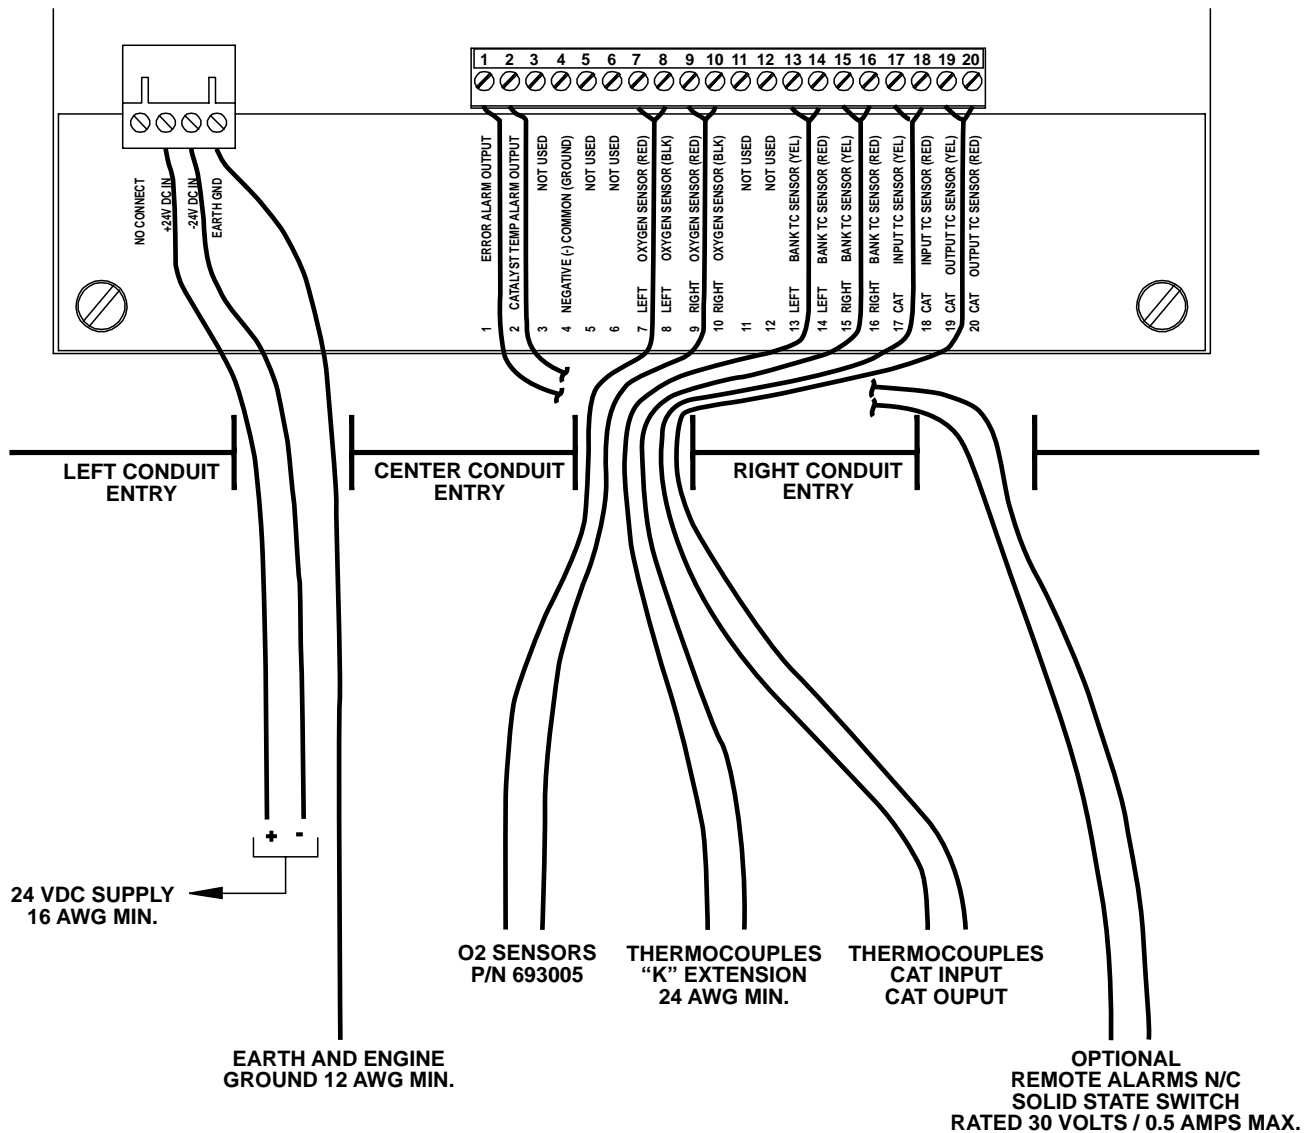 1 2 3 4 5 6 7 8 9 10 11 12 13 14 15 16 17 18 19 20
NO CONNECT
+24V DC IN
-24V DC IN
EARTH GND
1 ERROR ALARM OUTPUT
2 CATALYST TEMP ALARM OUTPUT
3 NOT USED
4 NEGATIVE (-) COMMON (GROUND)
5 NOT USED
6 NOT USED
7 LEFT OXYGEN SENSOR (RED)
8 LEFT OXYGEN SENSOR (BLK)
9 RIGHT OXYGEN SENSOR (RED)
10 RIGHT OXYGEN SENSOR (BLK)
11 NOT USED
12 NOT USED
13 LEFT BANK TC SENSOR (YEL)
14 LEFT BANK TC SENSOR (RED)
15 RIGHT BANK TC SENSOR (YEL)
16 RIGHT BANK TC SENSOR (RED)
17 CAT INPUT TC SENSOR (YEL)
18 CAT INPUT TC SENSOR (RED)
19 CAT OUTPUT TC SENSOR (YEL)
20 CAT OUTPUT TC SENSOR (RED)
LEFT CONDUIT
ENTRY
CENTER CONDUIT
ENTRY
RIGHT CONDUIT
ENTRY
+ -
24 VDC SUPPLY
16 AWG MIN.
O2 SENSORS
P/N 693005
THERMOCOUPLES
“K” EXTENSION
24 AWG MIN.
THERMOCOUPLES
CAT INPUT
CAT OUPUT
EARTH AND ENGINE
GROUND 12 AWG MIN.
OPTIONAL
REMOTE ALARMS N/C
SOLID STATE SWITCH
RATED 30 VOLTS / 0.5 AMPS MAX.